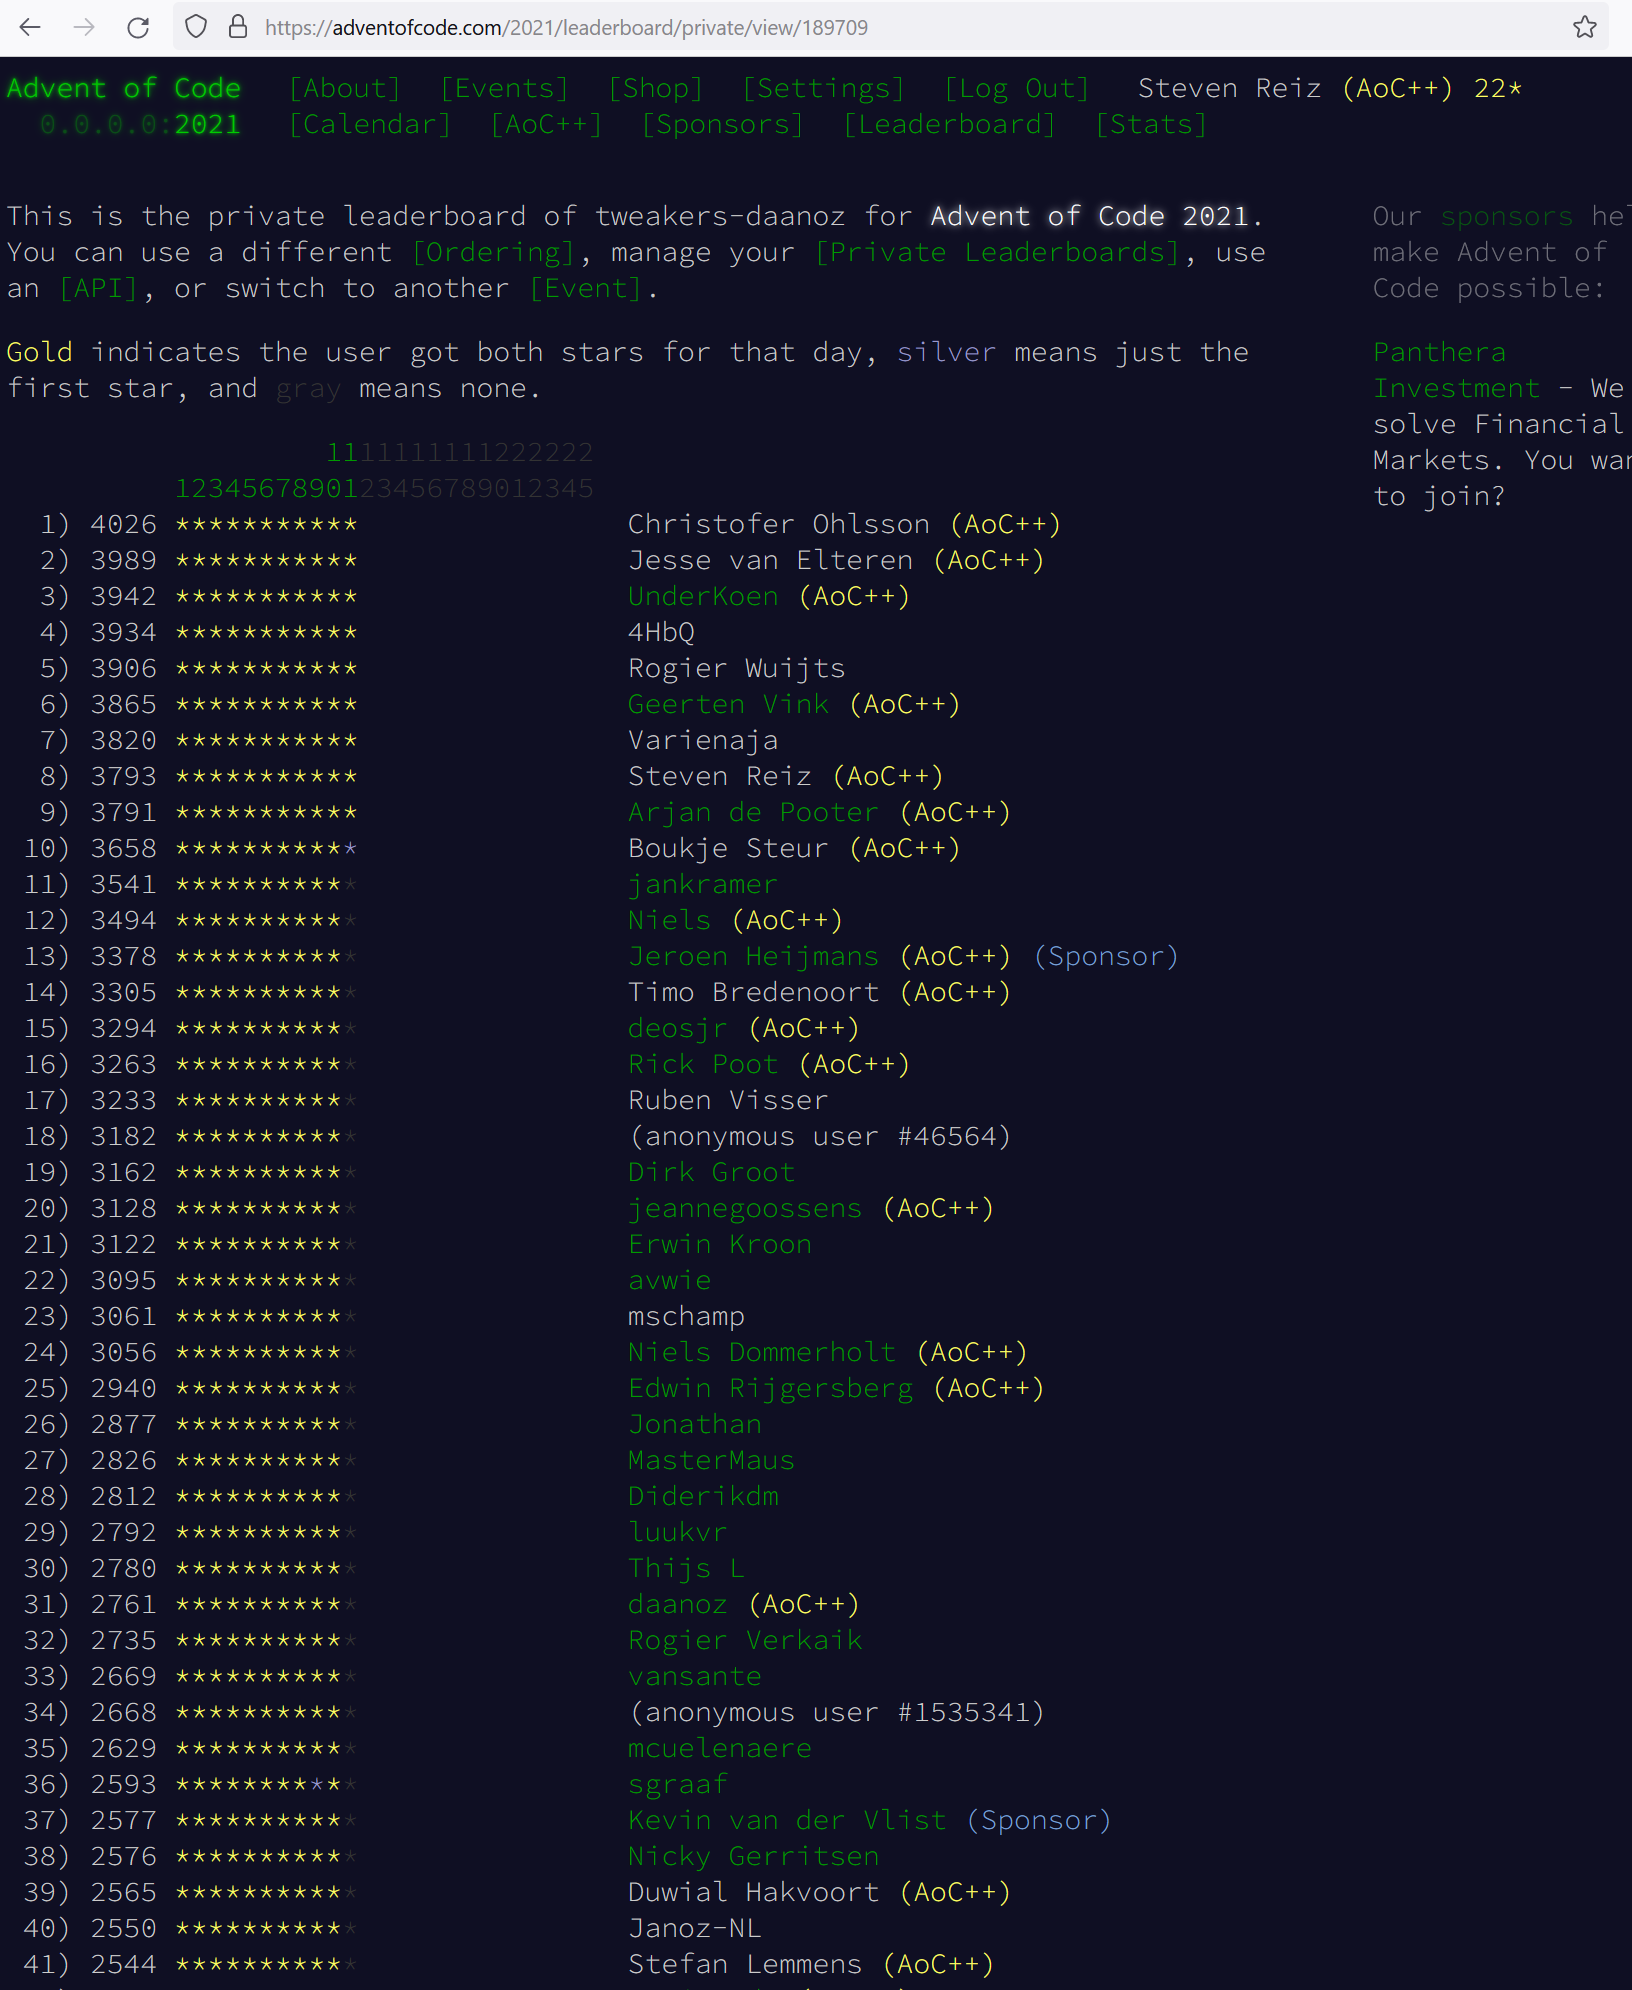 https://adventofcode.com/2021/leaderboard/private/view/189709
Advent of Code [About] [Events] [Shop] [Settings] [Log Out] Steven Reiz (AoC++) 22*
0.0.0.0:2021 [Calendar] [AoC++] [Sponsors] [Leaderboard] [Stats]
This is the private leaderboard of tweakers-daanoz for Advent of Code 2021.
You can use a different [Ordering], manage your [Private Leaderboards], use
an [API], or switch to another [Event].
Gold indicates the user got both stars for that day, silver means just the
first star, and gray means none.
1111111111222222
1234567890123456789012345
1) 4026 *********** Christofer Ohlsson (AoC++)
2) 3989 *********** Jesse van Elteren (AoC++)
3) 3942 *********** UnderKoen (AoC++)
4) 3934 *********** 4HbQ
5) 3906 *********** Rogier Wuijts
6) 3865 *********** Geerten Vink (AoC++)
7) 3820 *********** Varienaja
8) 3793 *********** Steven Reiz (AoC++)
9) 3791 *********** Arjan de Pooter (AoC++)
10) 3658 *********** Boukje Steur (AoC++)
11) 3541 *********** jankramer
12) 3494 *********** Niels (AoC++)
13) 3378 *********** Jeroen Heijmans (AoC++) (Sponsor)
14) 3305 *********** Timo Bredenoort (AoC++)
15) 3294 *********** deosjr (AoC++)
16) 3263 *********** Rick Poot (AoC++)
17) 3233 *********** Ruben Visser
18) 3182 *********** (anonymous user #46564)
19) 3162 *********** Dirk Groot
20) 3128 *********** jeannegoossens (AoC++)
21) 3122 *********** Erwin Kroon
22) 3095 *********** avwie
23) 3061 *********** mschamp
24) 3056 *********** Niels Dommerholt (AoC++)
25) 2940 *********** Edwin Rijgersberg (AoC++)
26) 2877 *********** Jonathan
27) 2826 *********** MasterMaus
28) 2812 *********** Diderikdm
29) 2792 *********** luukvr
30) 2780 *********** Thijs L
31) 2761 *********** daanoz (AoC++)
32) 2735 *********** Rogier Verkaik
33) 2669 *********** vansante
34) 2668 *********** (anonymous user #1535341)
35) 2629 *********** mcuelenaere
36) 2593 *********** sgraaf
37) 2577 *********** Kevin van der Vlist (Sponsor)
38) 2576 *********** Nicky Gerritsen
39) 2565 *********** Duwial Hakvoort (AoC++)
40) 2550 *********** Janoz-NL
41) 2544 *********** Stefan Lemmens (AoC++)
Our sponsors
make Advent of
Code possible:
Panthera
Investment - We
solve Financial
Markets. You
to join?